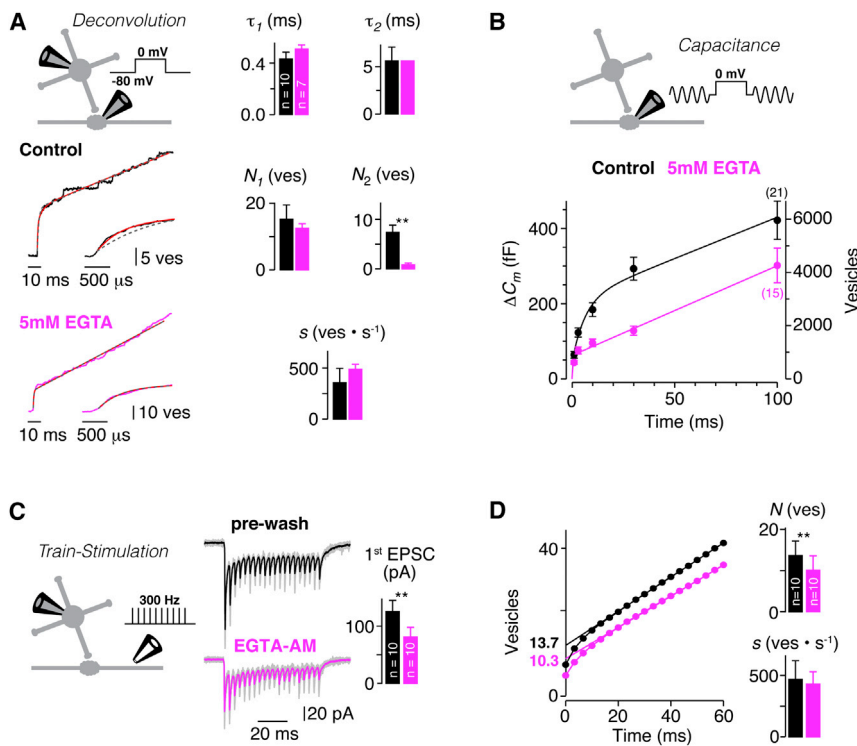 A
Deconvolution
0 mV
-80 mV
Control
5 ves
10 ms
500 μs
5mM EGTA
10 ves
10 ms
500 μs
τ1 (ms)
0.4
0.0
n = 10
n = 7
τ2 (ms)
5
0
N1 (ves)
20
0
N2 (ves)
10
0
**
s (ves • s-1)
500
0
B
Capacitance
0 mV
Control 5mM EGTA
(21)
(15)
400
200
0
ΔCm (fF)
6000
4000
2000
0
Vesicles
0
50
100
Time (ms)
C
Train-Stimulation
300 Hz
pre-wash
EGTA-AM
20 pA
20 ms
1st EPSC
(pA)
**
100
0
n = 10
n = 10
D
Vesicles
40
13.7
10.3
0
0
20
40
60
Time (ms)
N (ves)
20
0
**
n=10
n=10
s (ves • s-1)
500
0